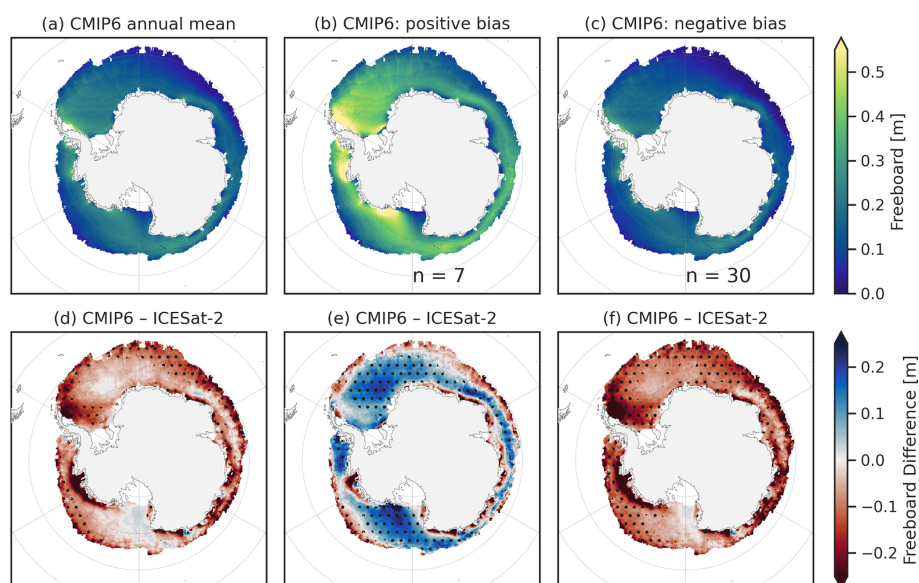 (a) CMIP6 annual mean
(b) CMIP6: positive bias
(c) CMIP6: negative bias
0.5
0.4
0.3
0.2
0.1
0.0
Freeboard [m]
n = 7
n = 30
(d) CMIP6 – ICESat-2
(e) CMIP6 – ICESat-2
(f) CMIP6 – ICESat-2
0.2
0.1
0.0
−0.1
−0.2
Freeboard Difference [m]